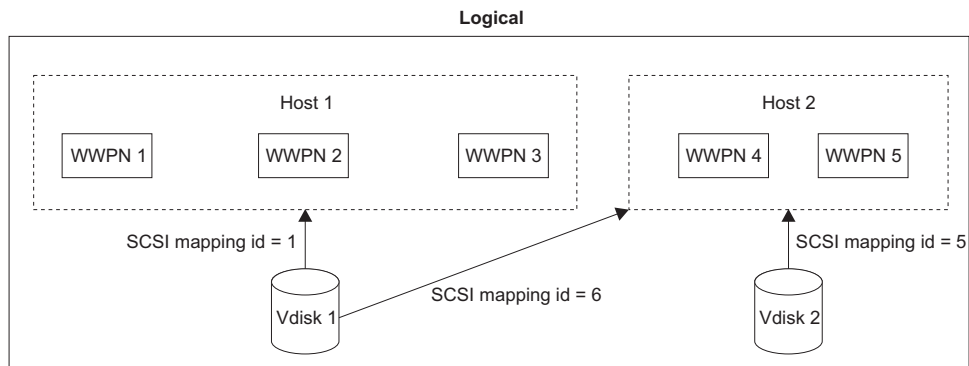 Logical
Host 1
Host 2
WWPN 1
WWPN 2
WWPN 3
WWPN 4
WWPN 5
SCSI mapping id = 1
SCSI mapping id = 5
SCSI mapping id = 6
Vdisk 1
Vdisk 2